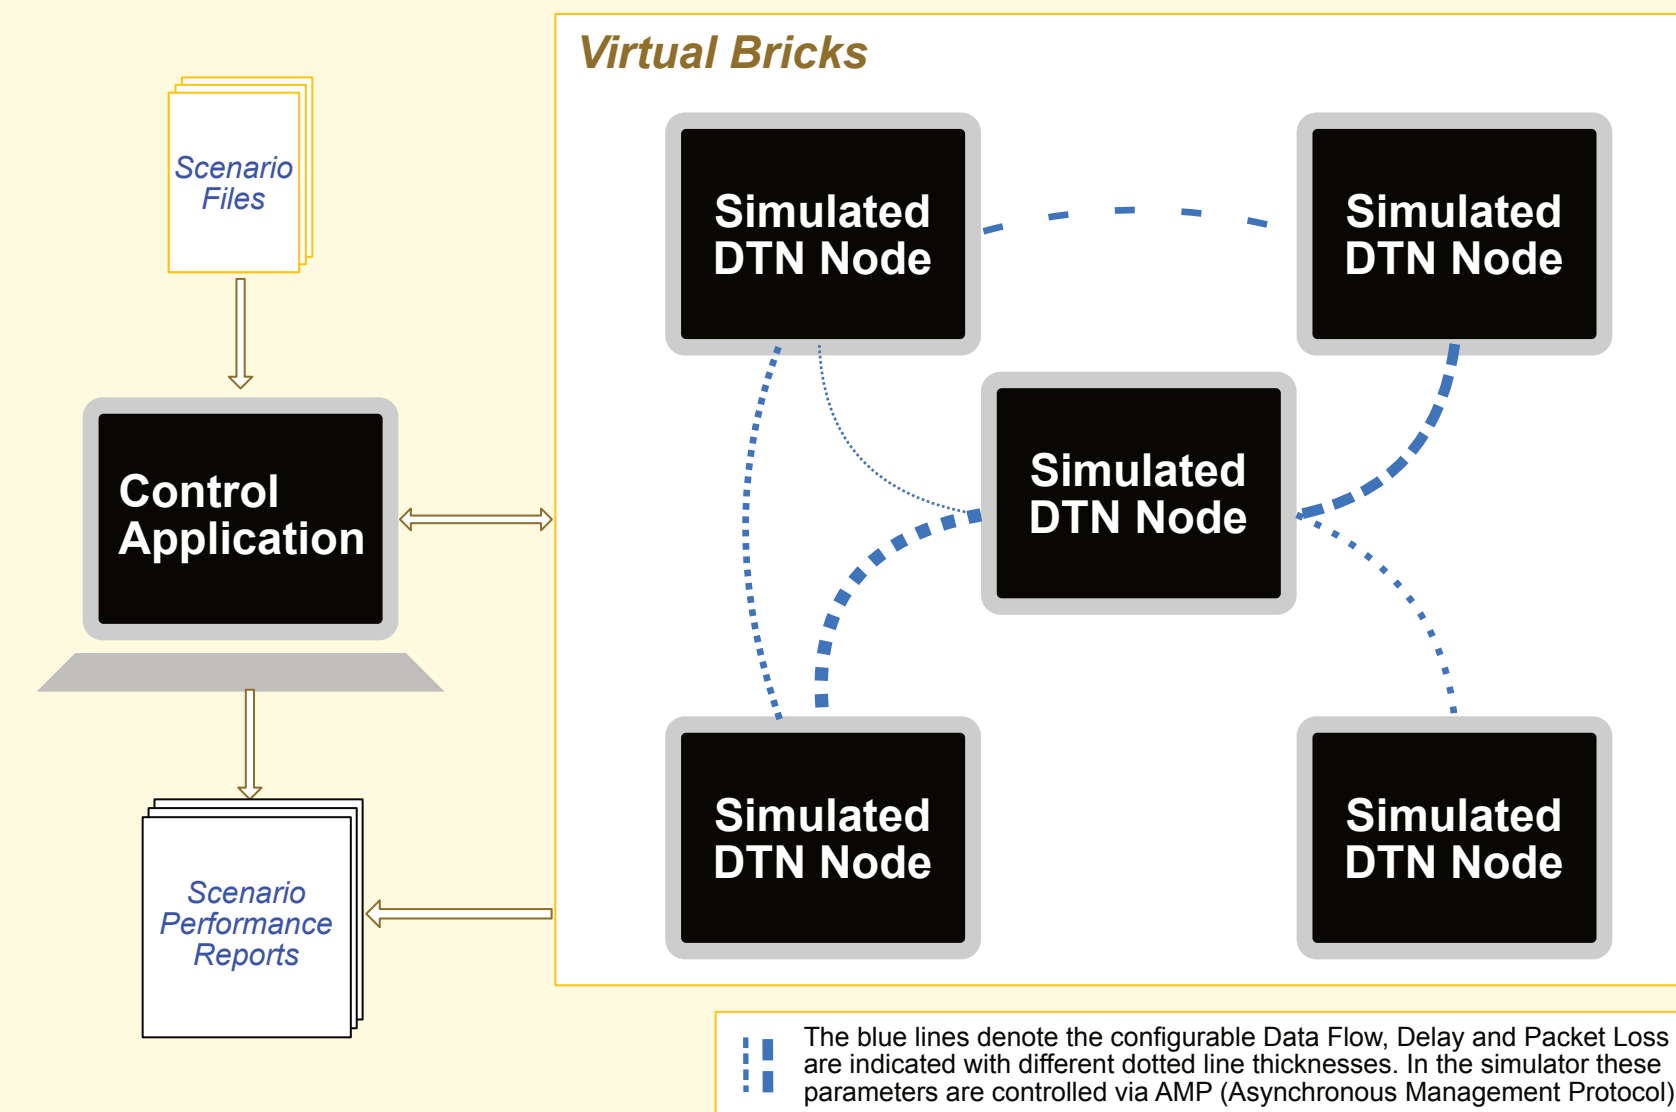 Virtual Bricks
Scenario
Files
Simulated
DTN Node
Simulated
DTN Node
Control
Application
Simulated
DTN Node
Simulated
DTN Node
Simulated
DTN Node
Scenario
Performance
Reports
The blue lines denote the configurable Data Flow, Delay and Packet Loss
are indicated with different dotted line thicknesses. In the simulator these
parameters are controlled via AMP (Asynchronous Management Protocol)